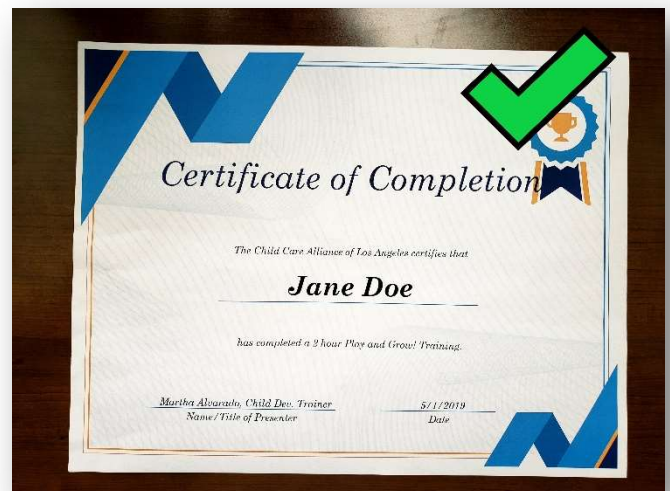 Certificate of Completion
The Child Care Alliance of Los Angeles certifies that
Jane Doe
has completed a 2 hour Play and Grow! Training.
Martha Alvarado, Child Dev. Trainer
5/1/2019
Name/Title of Presenter
Date